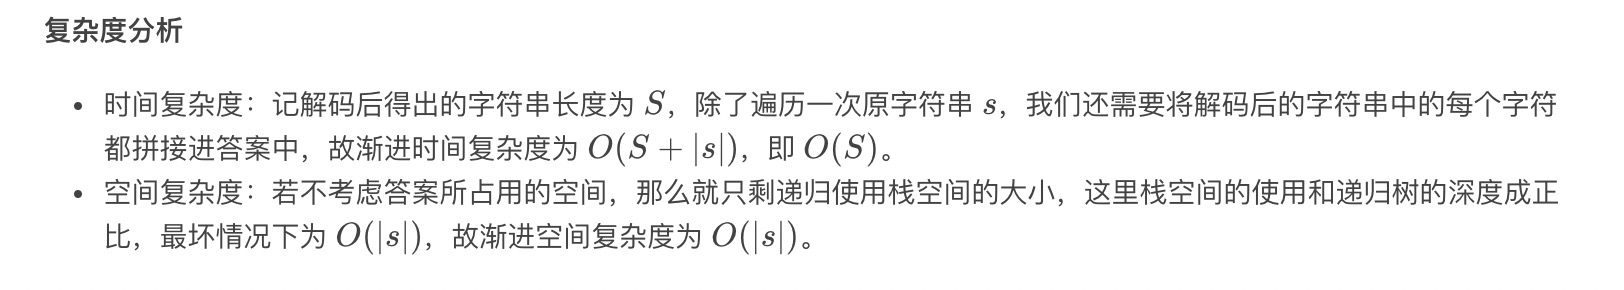 复杂度分析
• 时间复杂度：记解码后得出的字符串长度为 S，除了遍历一次原字符串 s，我们还需要将解码后的字符串中的每个字符
都拼接进答案中，故渐进时间复杂度为 O(S + |s|)，即 O(S)。
• 空间复杂度：若不考虑答案所占用的空间，那么就只剩递归使用栈空间的大小，这里栈空间的使用和递归树的深度成正
比，最坏情况下为 O(|s|)，故渐进空间复杂度为 O(|s|)。